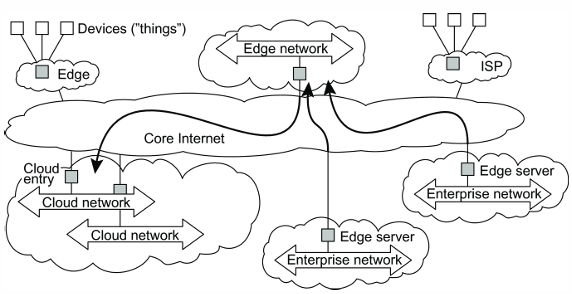 Devices ("things")
Edge network
Edge
ISP
Core Internet
Cloud
entry
Edge server
Cloud network
Enterprise network
Cloud network
Edge server
Enterprise network